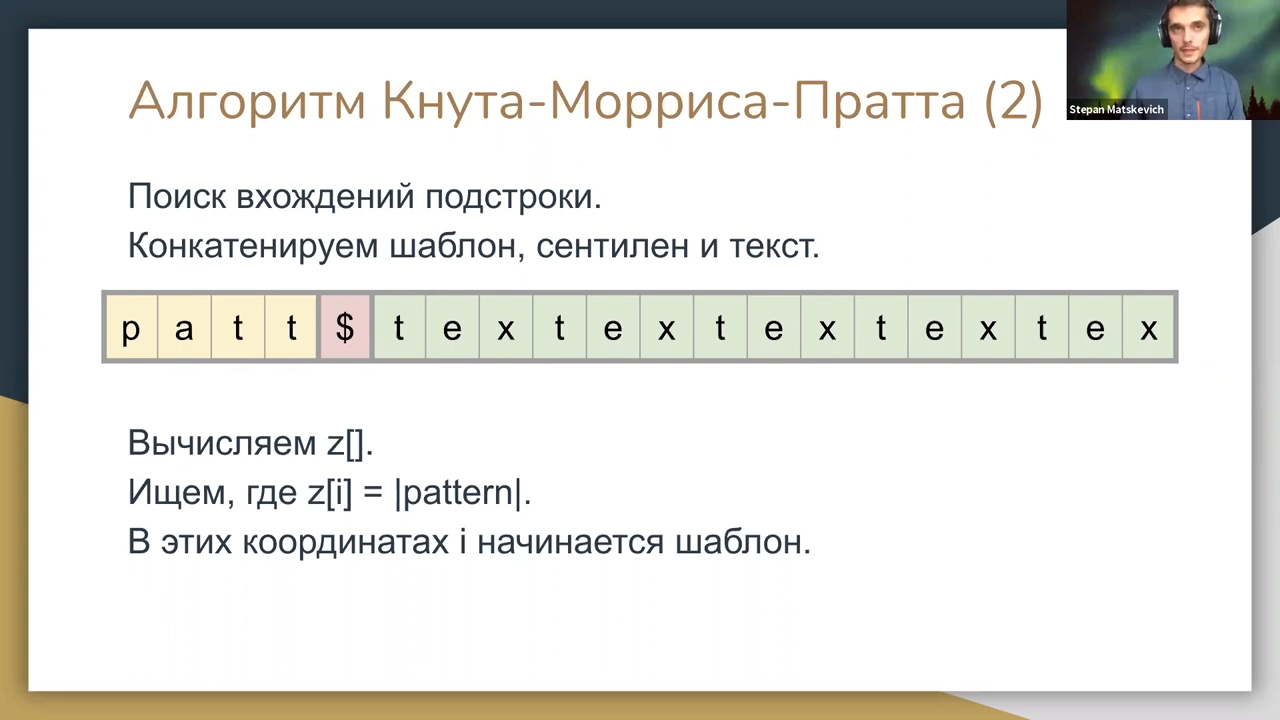 Алгоритм Кнута-Морриса-Пратта (2)
Stepan Matskevich
Поиск вхождений подстроки.
Конкатенируем шаблон, сентилен и текст.
p a t t $ t e x t e x t e x t e x t e x
Вычисляем z[].
Ищем, где z[i] = |pattern|.
В этих координатах i начинается шаблон.